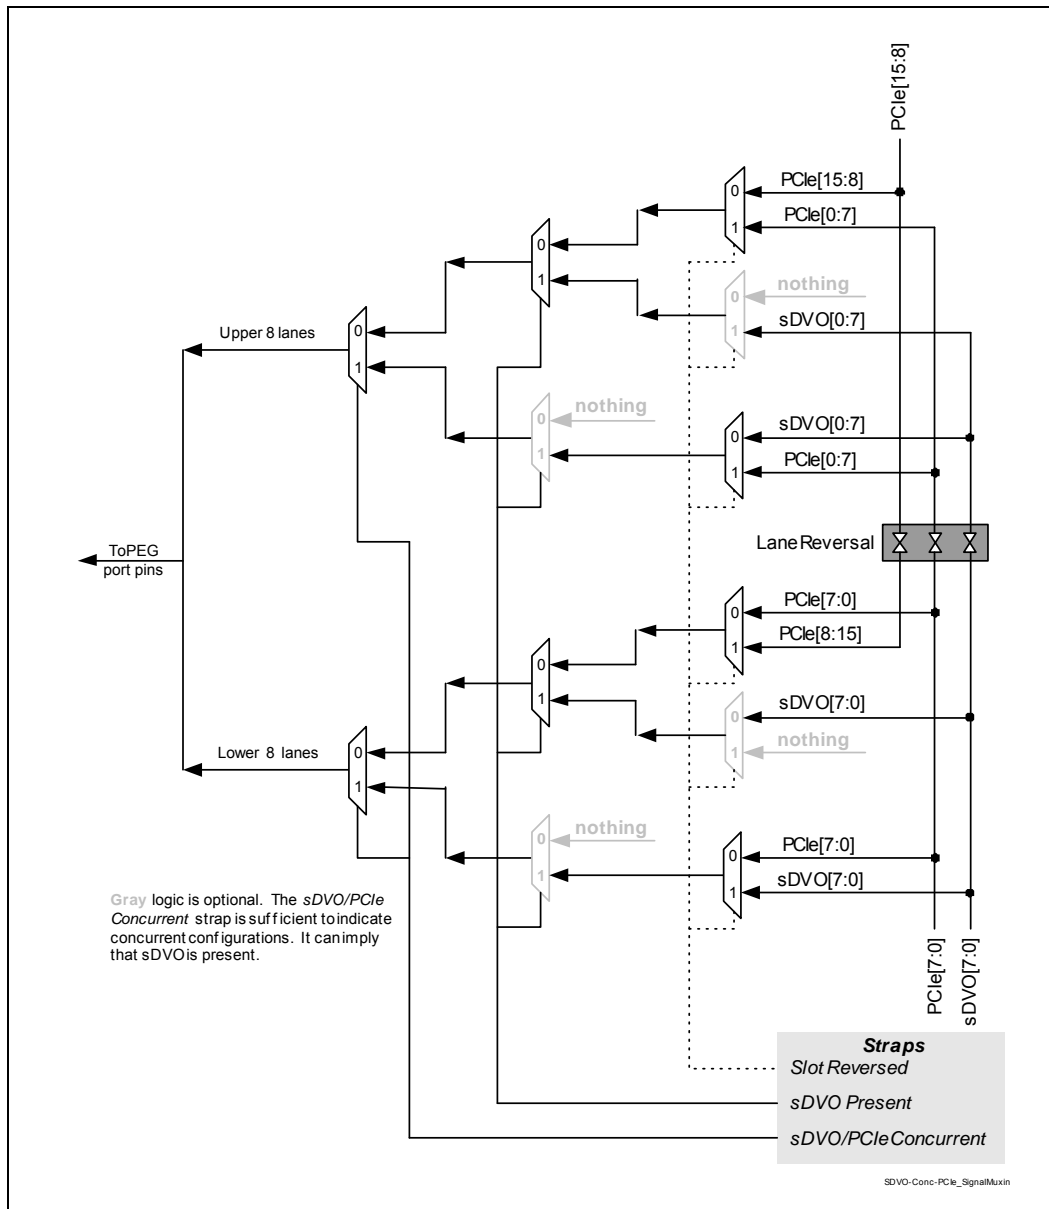 PCIe[15:8]
0
PCIe[15:8]
1
PCIe[0:7]
0
1
0
nothing
1
sDVO[0:7]
Upper 8 lanes
0
1
0
nothing
1
0
sDVO[0:7]
1
PCIe[0:7]
Lane Reversal
To PEG
port pins
0
PCIe[7:0]
1
PCIe[8:15]
0
1
0
sDVO[7:0]
1
nothing
Lower 8 lanes
0
1
0
nothing
1
0
PCIe[7:0]
1
sDVO[7:0]
Gray logic is optional. The sDVO/PCIe
Concurrent strap is sufficient to indicate
concurrent configurations. It can imply
that sDVO is present.
PCIe[7:0]
sDVO[7:0]
Straps
Slot Reversed
sDVO Present
sDVO/PCIe Concurrent
SDVO-Conc-PCIe_SignalMuxin